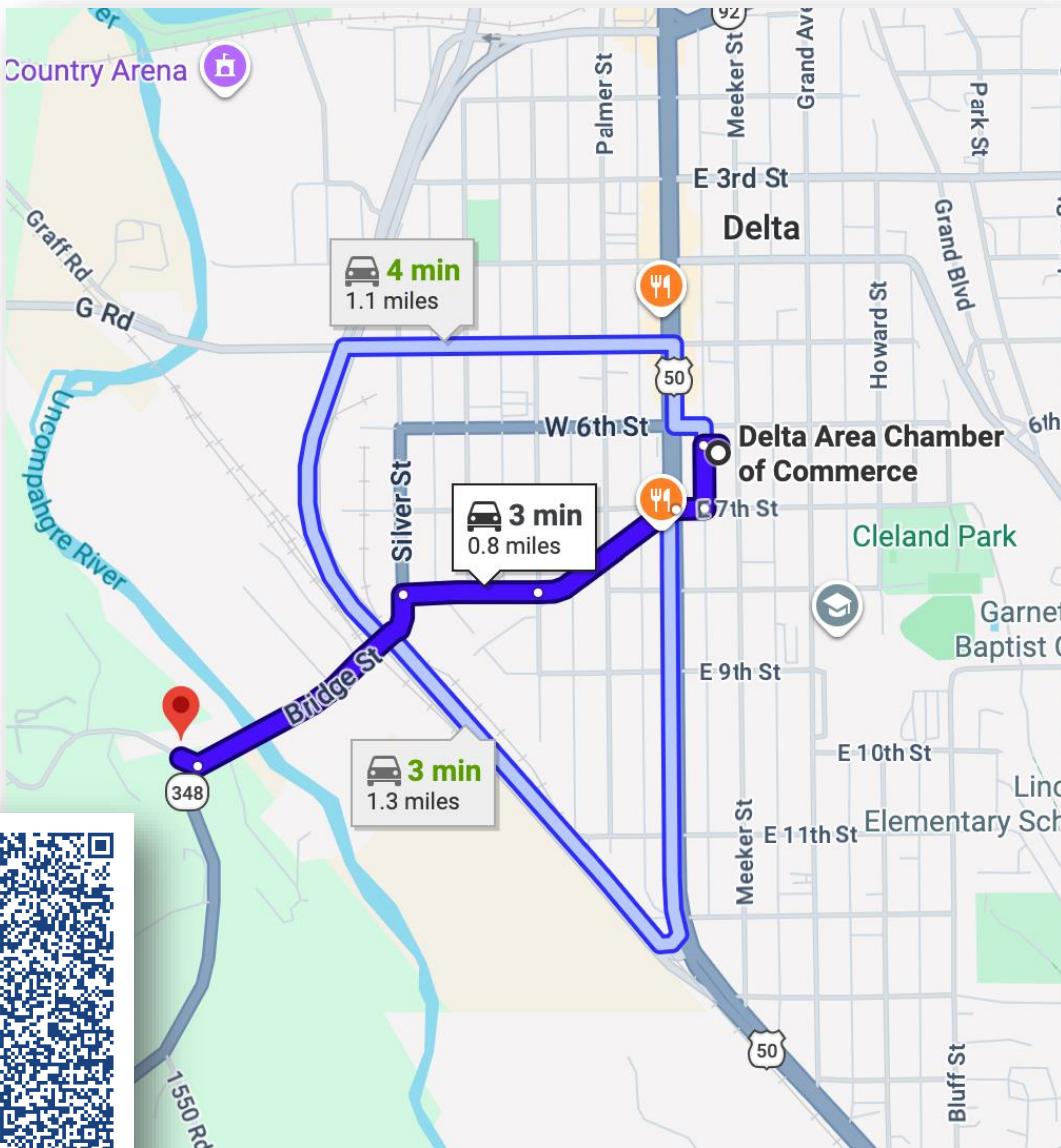 er
92
Country Arena
Palmer St
Meeker St
Grand Ave
Park St
E 3rd St
Delta
Graff Rd
G Rd
4 min
1.1 miles
Grand Blvd
Howard St
50
W 6th St
6th
Delta Area Chamber
of Commerce
Uncompahgre River
Silver St
3 min
0.8 miles
7th St
Cleland Park
Garnet
Baptist C
E 9th St
Bridge St
E 10th St
3 min
1.3 miles
348
Linc
Elementary Sch
E 11th St
Meeker St
50
Bluff St
1550 Rd